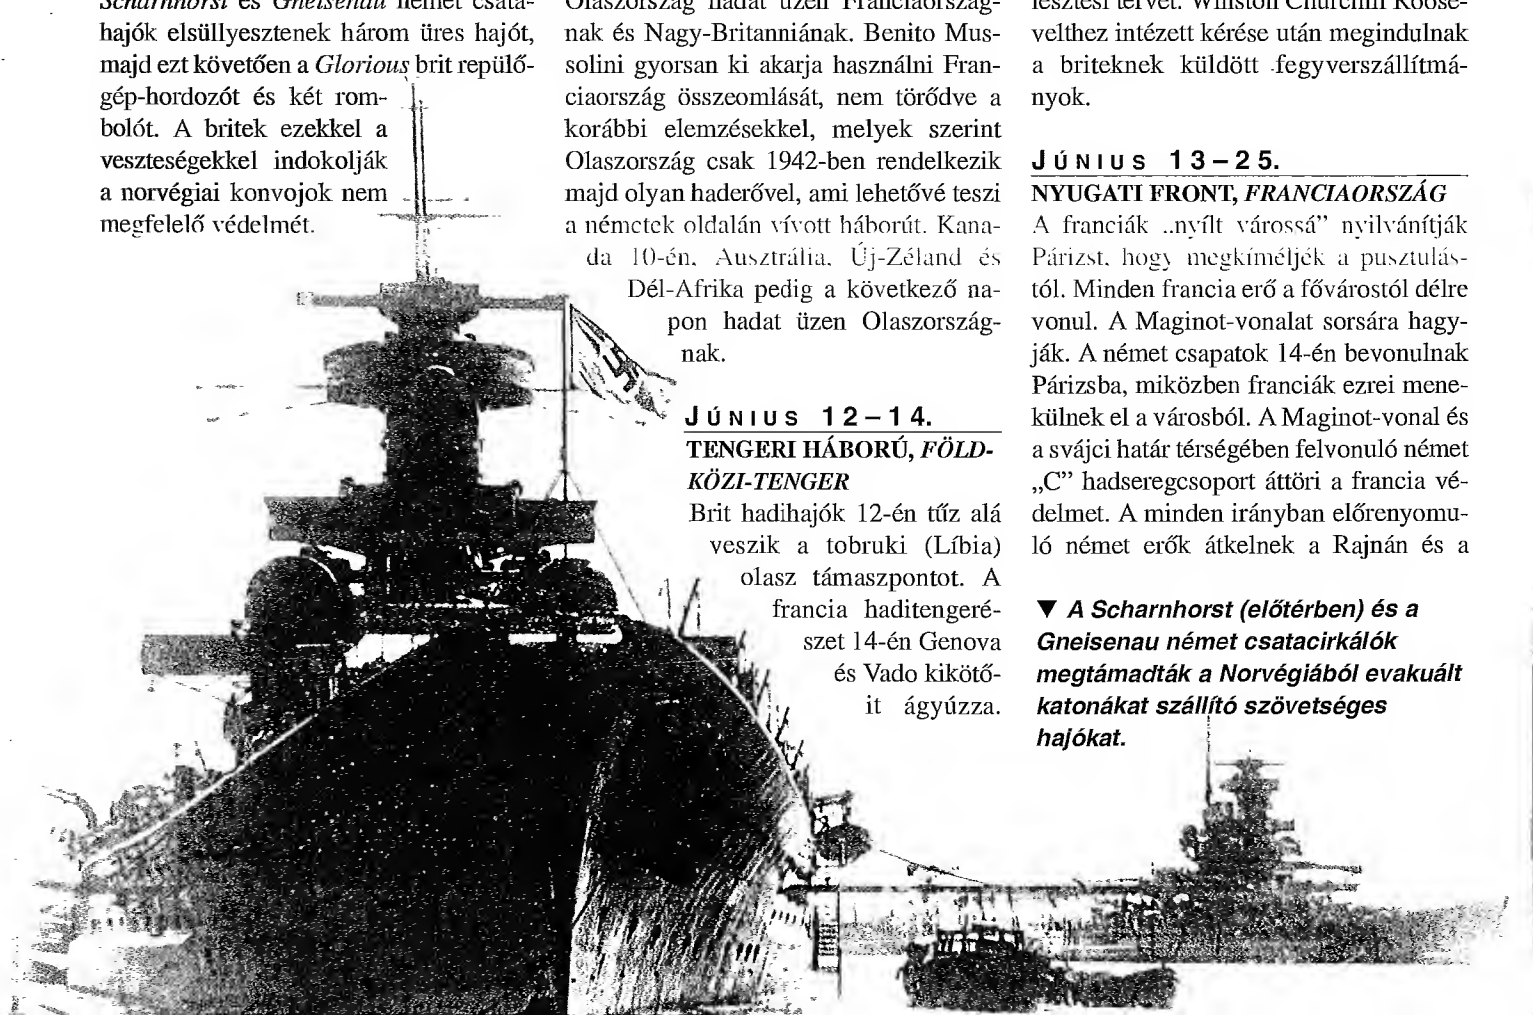 Scharnhorst és Gneisenau német csata-
hajók elsüllyesztenek három üres hajót,
majd ezt követően a Glorious brit repülő-
gép-hordozót és két rom-
bolót. A britek ezekkel a
veszteségekkel indokolják
a norvégiai konvojok nem
megfelelő védelmét.
Olaszország hadat üzen Franciaország-
nak és Nagy-Britanniának. Benito Mus-
solini gyorsan ki akarja használni Fran-
ciaország összeomlását, nem törődve a
korábbi elemzésekkel, melyek szerint
Olaszország csak 1942-ben rendelkezik
majd olyan haderővel, ami lehetővé teszi
a németek oldalán vívott háborút. Kana-
da 10-én, Ausztrália, Új-Zéland és
Dél-Afrika pedig a következő na-
pon hadat üzen Olaszország-
nak.
JÚNIUS 12–14.
TENGERI HÁBORÚ, FÖLD-
KÖZI-TENGER
Brit hadihajók 12-én tűz alá
veszik a tobruki (Líbia)
olasz támaszpontot. A
francia haditengeré-
szet 14-én Genova
és Vado kikötő-
it ágyúzza.
lesztési tervet. Winston Churchill Roose-
velthez intézett kérése után megindulnak
a briteknek küldött fegyverszállítmá-
nyok.
JÚNIUS 13–25.
NYUGATI FRONT, FRANCIAORSZÁG
A franciák „nyílt várossá” nyilvánítják
Párizst, hogy megkíméljék a pusztulás-
tól. Minden francia erő a fővárostól délre
vonul. A Maginot-vonalat sorsára hagy-
ják. A német csapatok 14-én bevonulnak
Párizsba, miközben franciák ezrei mene-
külnek el a városból. A Maginot-vonal és
a svájci határ térségében felvonuló német
„C” hadseregcsoport áttöri a francia vé-
delmet. A minden irányban előrenyomu-
ló német erők átkelnek a Rajnán és a
▼ A Scharnhorst (előtérben) és a
Gneisenau német csatacirkálók
megtámadták a Norvégiából evakuált
katonákat szállító szövetséges
hajókat.